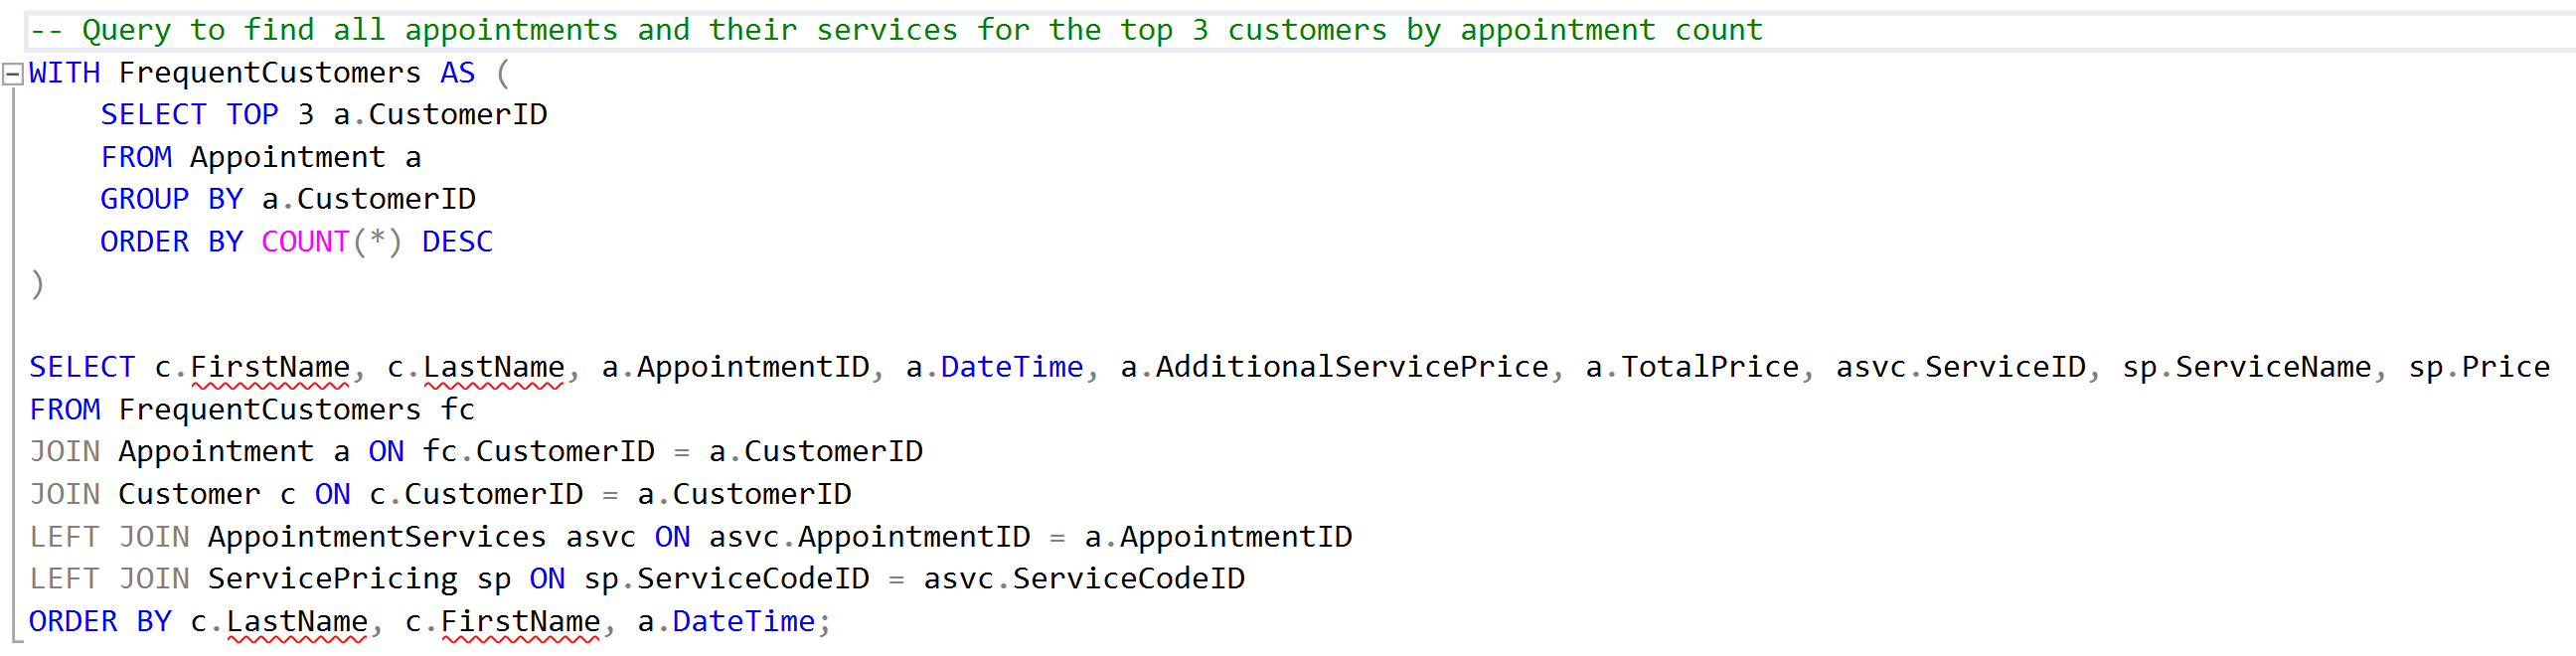 -- Query to find all appointments and their services for the top 3 customers by appointment count
WITH FrequentCustomers AS (
    SELECT TOP 3 a.CustomerID
    FROM Appointment a
    GROUP BY a.CustomerID
    ORDER BY COUNT(*) DESC
)

SELECT c.FirstName, c.LastName, a.AppointmentID, a.DateTime, a.AdditionalServicePrice, a.TotalPrice, asvc.ServiceID, sp.ServiceName, sp.Price
FROM FrequentCustomers fc
JOIN Appointment a ON fc.CustomerID = a.CustomerID
JOIN Customer c ON c.CustomerID = a.CustomerID
LEFT JOIN AppointmentServices asvc ON asvc.AppointmentID = a.AppointmentID
LEFT JOIN ServicePricing sp ON sp.ServiceCodeID = asvc.ServiceCodeID
ORDER BY c.LastName, c.FirstName, a.DateTime;